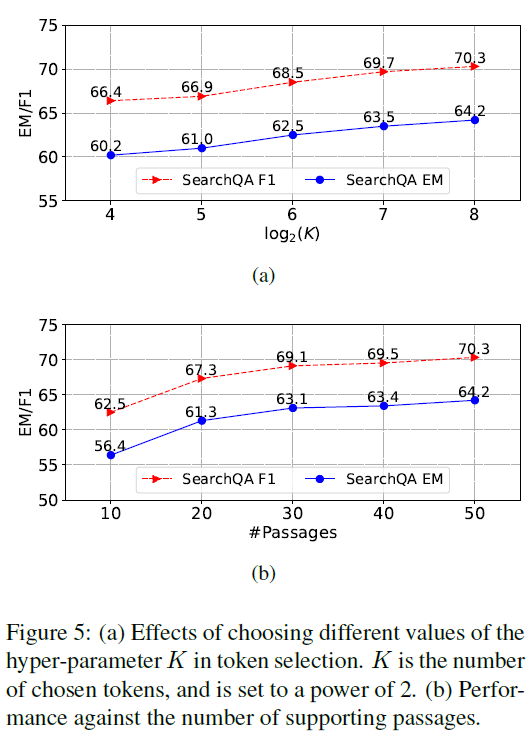 75
70
65
60
55
EM/F1
66.4
66.9
68.5
69.7
70.3
60.2
61.0
62.5
63.5
64.2
SearchQA F1
SearchQA EM
4
5
6
7
8
log₂(K)
(a)
75
70
65
60
55
50
EM/F1
62.5
67.3
69.1
69.5
70.3
56.4
61.3
63.1
63.4
64.2
SearchQA F1
SearchQA EM
10
20
30
40
50
#Passages
(b)
Figure 5: (a) Effects of choosing different values of the
hyper-parameter K in token selection. K is the number
of chosen tokens, and is set to a power of 2. (b) Perfor-
mance against the number of supporting passages.